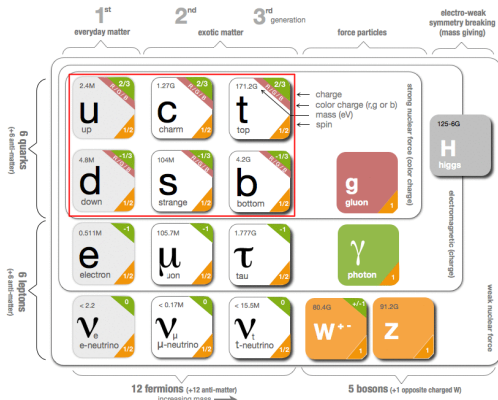 1st
2nd
3rd
generation
everyday matter
exotic matter
force particles
electro-weak
symmetry breaking
(mass giving)
6 quarks
(+6 anti-matter)
2.4M
2/3
R/G/B
u
up
1/2
1.27G
2/3
R/G/B
c
charm
1/2
171.2G
2/3
R/G/B
t
top
1/2
charge
color charge (r,g or b)
mass (eV)
spin
4.8M
-1/3
R/G/B
d
down
1/2
104M
-1/3
R/G/B
s
strange
1/2
4.2G
-1/3
R/G/B
b
bottom
1/2
g
gluon
1
strong nuclear force (color charge)
125-6G
H
higgs
6 leptons
(+6 anti-matter)
0.511M
-1
e
electron
1/2
105.7M
-1
μ
uon
1/2
1.777G
-1
τ
tau
1/2
γ
photon
1
electromagnetic (charge)
< 2.2
0
νe
e-neutrino
1/2
< 0.17M
0
νμ
μ-neutrino
1/2
< 15.5M
0
νt
t-neutrino
1/2
80.4G
+/-1
W+-
1
91.2G
Z
1
weak nuclear force
12 fermions (+12 anti-matter)
increasing mass
5 bosons (+1 opposite charged W)